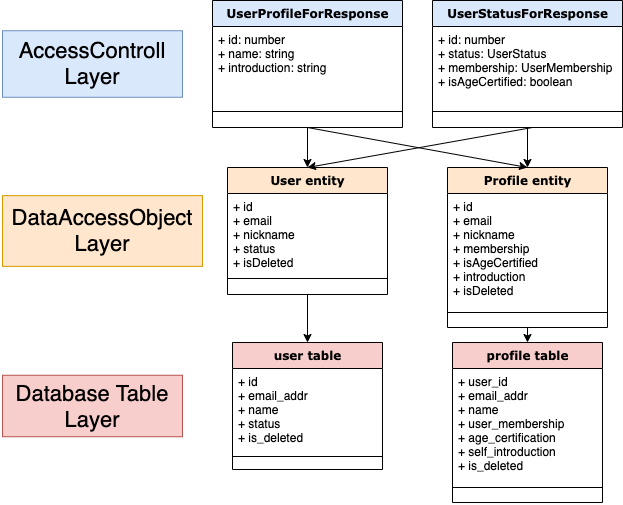 AccessControll
Layer
UserProfileForResponse
+ id: number
+ name: string
+ introduction: string
UserStatusForResponse
+ id: number
+ status: UserStatus
+ membership: UserMembership
+ isAgeCertified: boolean
DataAccessObject
Layer
User entity
+ id
+ email
+ nickname
+ status
+ isDeleted
Profile entity
+ id
+ email
+ nickname
+ membership
+ isAgeCertified
+ introduction
+ isDeleted
Database Table
Layer
user table
+ id
+ email_addr
+ name
+ status
+ is_deleted
profile table
+ user_id
+ email_addr
+ name
+ user_membership
+ age_certification
+ self_introduction
+ is_deleted